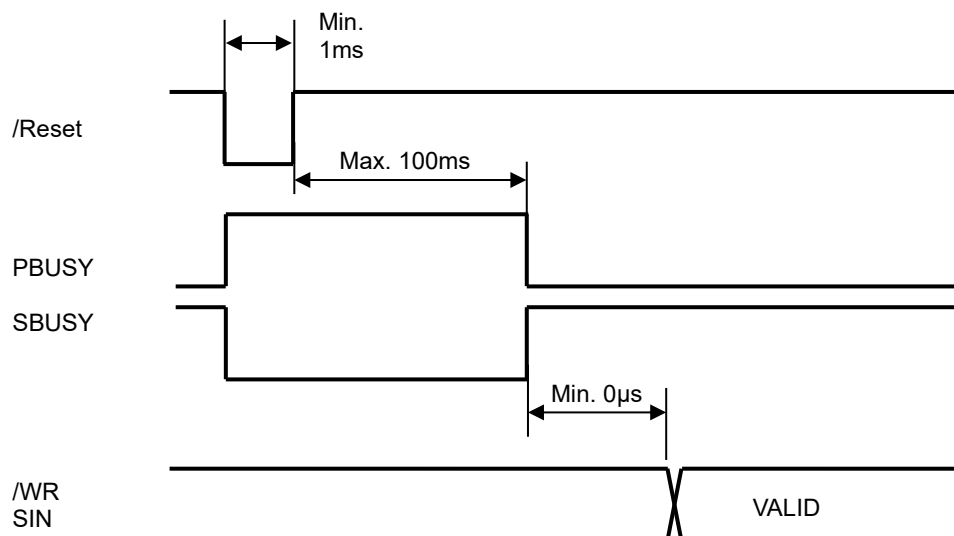 Min.
1ms
/Reset
Max. 100ms
PBUSY
SBUSY
Min. 0µs
/WR
SIN
VALID